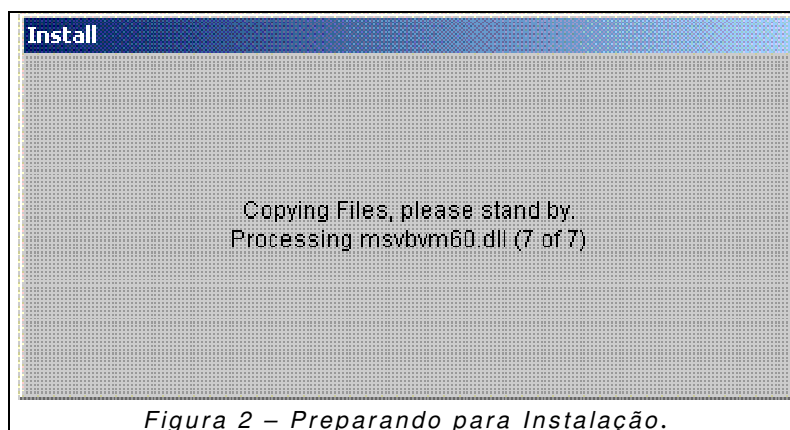 Install
Copying Files, please stand by.
Processing msvbvm60.dll (7 of 7)
Figura 2 – Preparando para Instalação.